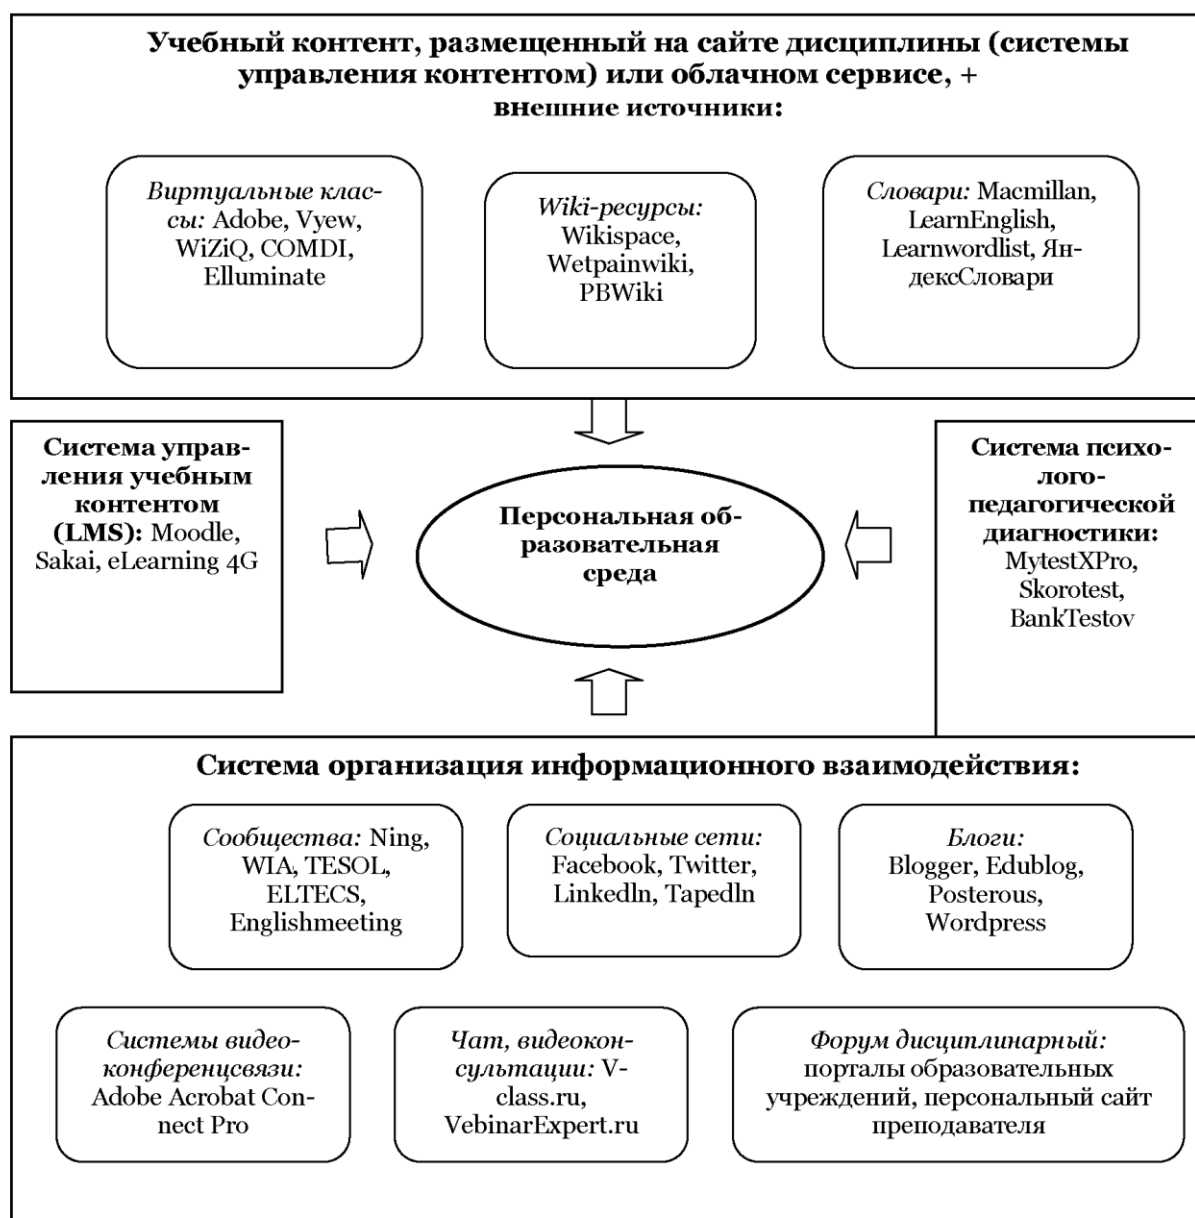 Учебный контент, размещенный на сайте дисциплины (системы
управления контентом) или облачном сервисе, +
внешние источники:
Виртуальные клас-
сы: Adobe, Vyew,
WiZiQ, COMDI,
Elluminate
Wiki-ресурсы:
Wikispace,
Wetpainwiki,
PBWiki
Словари: Macmillan,
LearnEnglish,
Learnwordlist, Ян-
дексСловари
Система управ-
ления учебным
контентом
(LMS): Moodle,
Sakai, eLearning 4G
Персональная об-
разовательная
среда
Система психо-
лого-
педагогической
диагностики:
MytestXPro,
Skorotest,
BankTestov
Система организация информационного взаимодействия:
Сообщества: Ning,
WIA, TESOL,
ELTECS,
Englishmeeting
Социальные сети:
Facebook, Twitter,
Linkedln, Tapedln
Блоги:
Blogger, Edublog,
Posterous,
Wordpress
Системы видео-
конференцсвязи:
Adobe Acrobat Con-
nect Pro
Чат, видеокон-
сультации: V-
class.ru,
VebinarExpert.ru
Форум дисциплинарный:
порталы образовательных
учреждений, персональный сайт
преподавателя